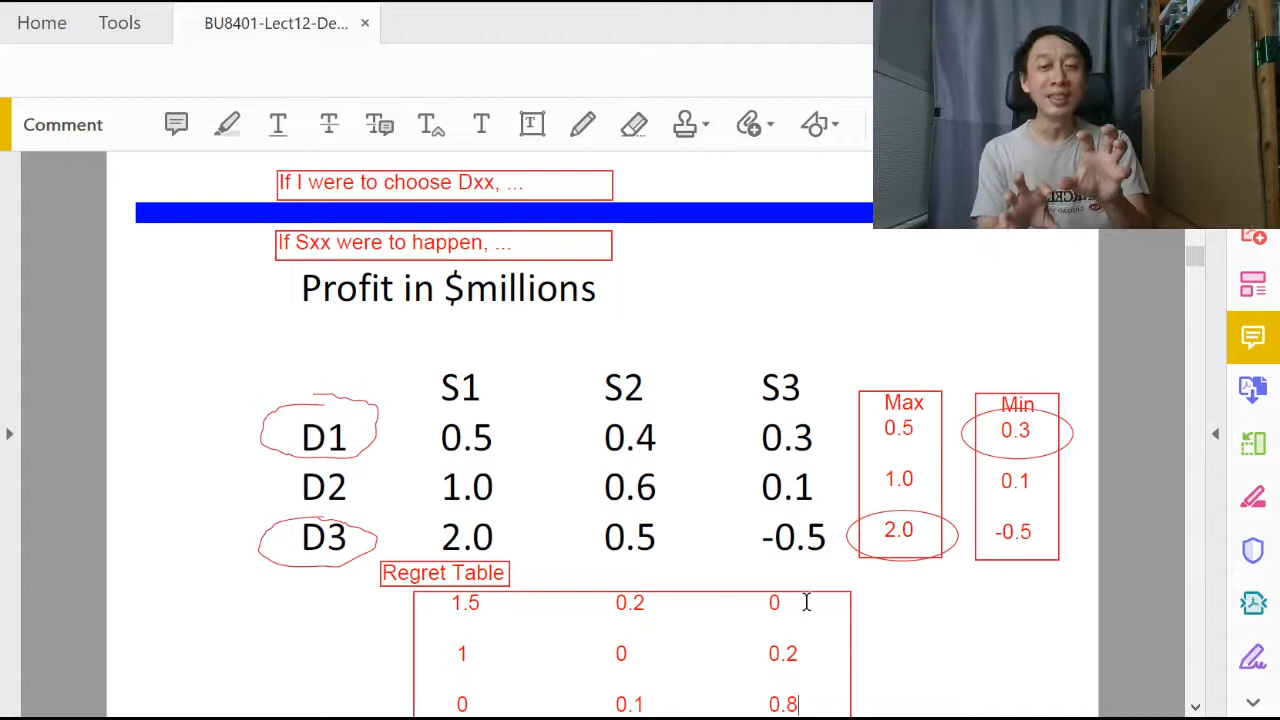 Home Tools BU8401-Lect12-De... ×
Comment
If I were to choose Dxx, ...
If Sxx were to happen, ...
Profit in $millions
S1 S2 S3 Max Min
D1 0.5 0.4 0.3 0.5 0.3
D2 1.0 0.6 0.1 1.0 0.1
D3 2.0 0.5 -0.5 2.0 -0.5
Regret Table
1.5 0.2 0
1 0 0.2
0 0.1 0.8